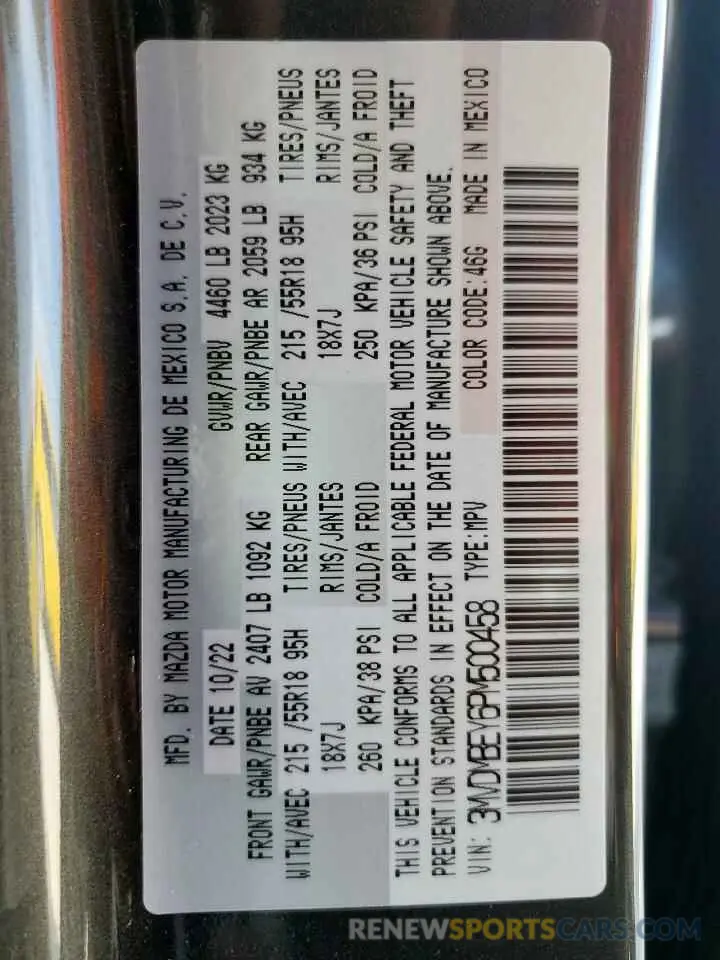 MFD. BY MAZDA MOTOR MANUFACTURING DE MEXICO S.A. DE C.V.
DATE 10/22 GVWR/PNBV 4460 LB 2023 KG
FRONT GAWR/PNBE AV 2407 LB 1092 KG REAR GAWR/PNBE AR 2059 LB 934 KG
WITH/AVEC 215 /55R18 95H TIRES/PNEUS WITH/AVEC 215 /55R18 95H TIRES/PNEUS
18X7J RIMS/JANTES 18X7J RIMS/JANTES
260 KPA/38 PSI COLD/A FROID 250 KPA/36 PSI COLD/A FROID
THIS VEHICLE CONFORMS TO ALL APPLICABLE FEDERAL MOTOR VEHICLE SAFETY AND THEFT
PREVENTION STANDARDS IN EFFECT ON THE DATE OF MANUFACTURE SHOWN ABOVE.
VIN: 3MVDMBEY6PM500458 TYPE:MPV COLOR CODE:46G MADE IN MEXICO
RENEWSPORTSCARS.COM